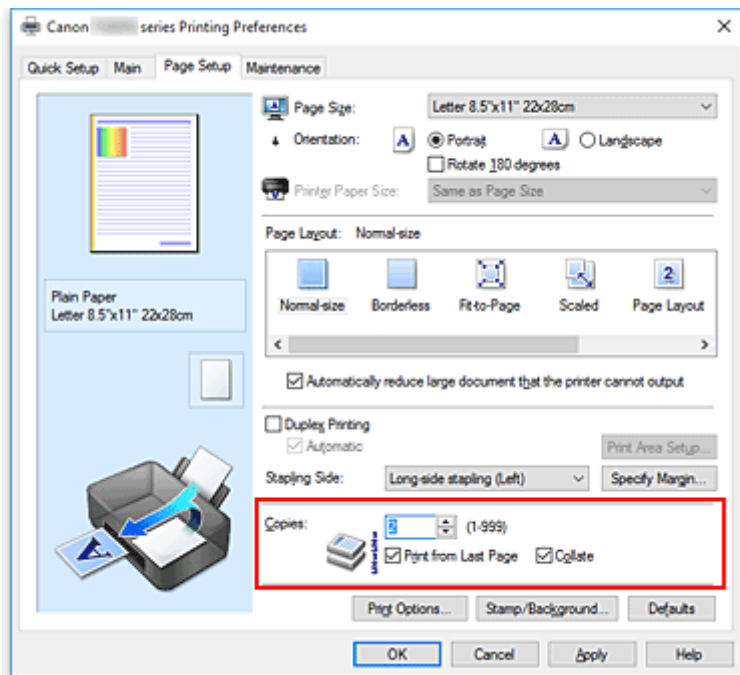 Canon series Printing Preferences
Quick Setup Main Page Setup Maintenance
Page Size: Letter 8.5"x11" 22x28cm
Orientation: A Portrait A Landscape
Rotate 180 degrees
Printer Paper Size: Same as Page Size
Page Layout: Normal-size
2
Normal-size Borderless Fit-to-Page Scaled Page Layout
Automatically reduce large document that the printer cannot output
Plain Paper
Letter 8.5"x11" 22x28cm
Duplex Printing
Automatic
Print Area Setup...
Stapling Side: Long-side stapling (Left) Specify Margin...
Copies: 2 (1-999)
Print from Last Page Collate
A
Print Options... Stamp/Background... Defaults
OK Cancel Apply Help